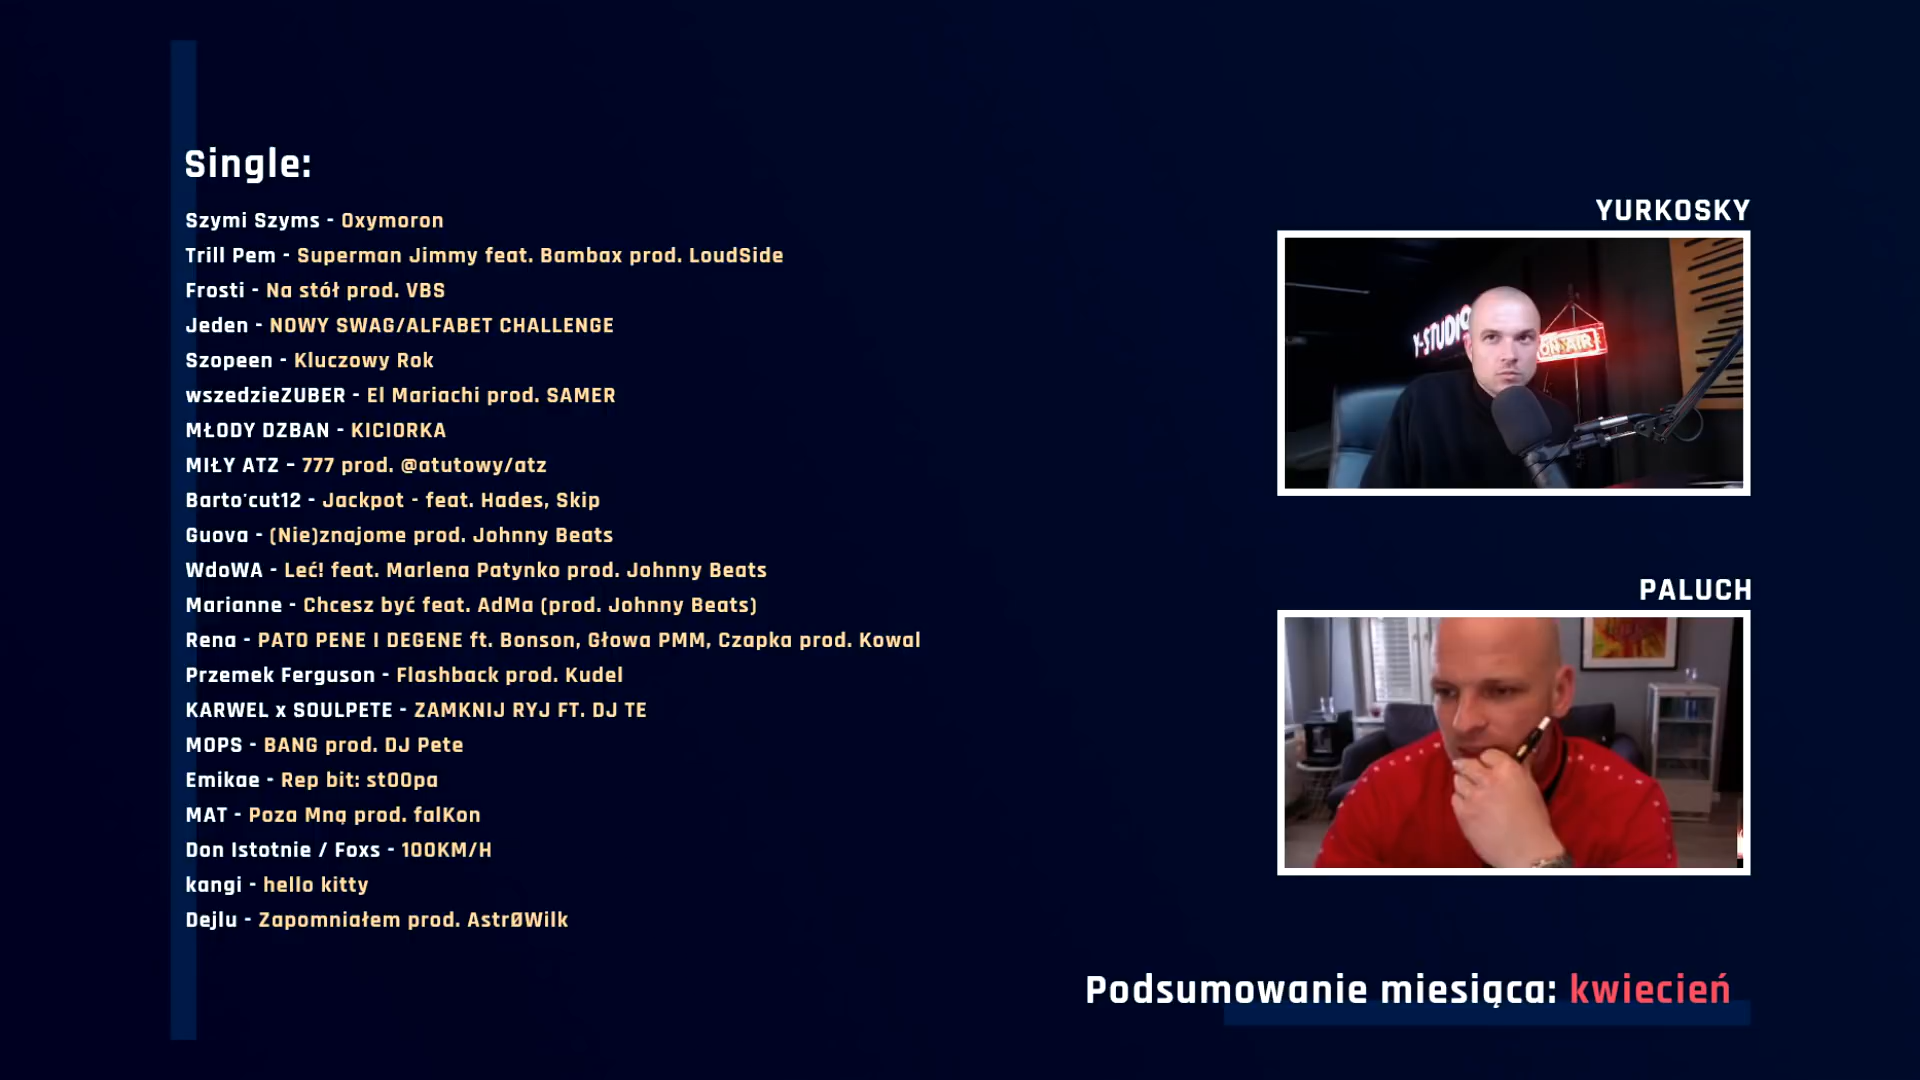 Single:
Szymi Szyms - Oxymoron
Trill Pem - Superman Jimmy feat. Bambax prod. LoudSide
Frosti - Na stół prod. VBS
Jeden - NOWY SWAG/ALFABET CHALLENGE
Szopeen - Kluczowy Rok
wszedzieZUBER - El Mariachi prod. SAMER
MŁODY DZBAN - KICIORKA
MIŁY ATZ – 777 prod. @atutowy/atz
Barto'cut12 - Jackpot - feat. Hades, Skip
Guova - (Nie)znajome prod. Johnny Beats
WdoWA - Leć! feat. Marlena Patynko prod. Johnny Beats
Marianne - Chcesz być feat. AdMa (prod. Johnny Beats)
Rena - PATO PENE I DEGENE ft. Bonson, Głowa PMM, Czapka prod. Kowal
Przemek Ferguson - Flashback prod. Kudel
KARWEL x SOULPETE - ZAMKNIJ RYJ FT. DJ TE
MOPS - BANG prod. DJ Pete
Emikae - Rep bit: st00pa
MAT - Poza Mną prod. falKon
Don Istotnie / Foxs - 100KM/H
kangi - hello kitty
Dejlu - Zapomniałem prod. AstrØWilk
YURKOSKY
Y-STUDIO
ON AIR
PALUCH
Podsumowanie miesiąca: kwiecień